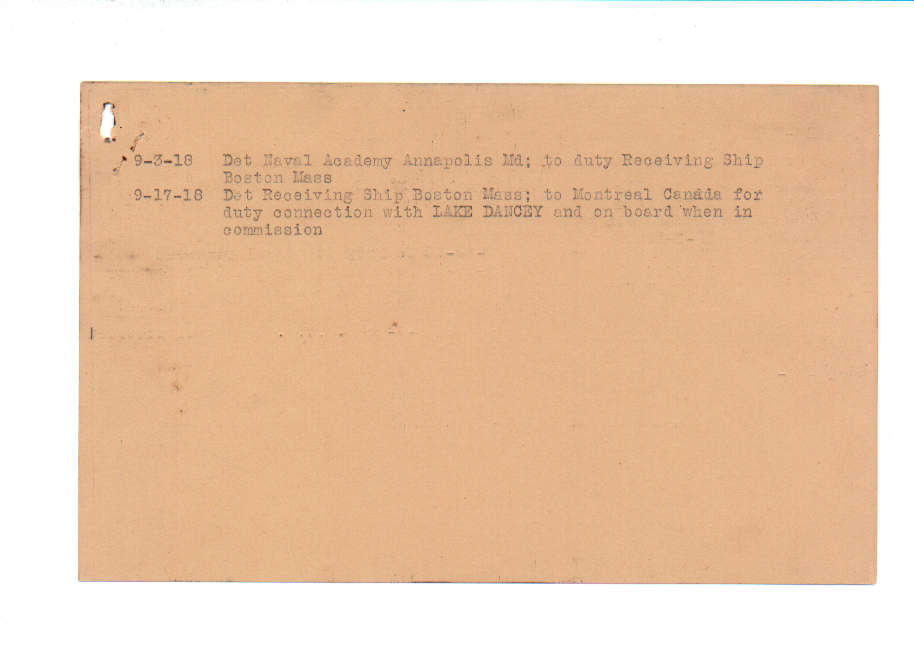 9-3-18 Det Naval Academy Annapolis Md; to duty Receiving Ship
Boston Mass
9-17-18 Det Receiving Ship Boston Mass; to Montreal Canada for
duty connection with LAKE DANCEY and on board when in
commission